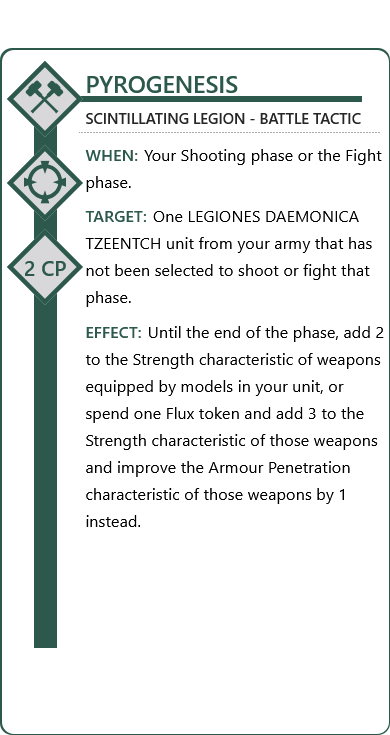 PYROGENESIS
SCINTILLATING LEGION - BATTLE TACTIC
WHEN: Your Shooting phase or the Fight
phase.
TARGET: One LEGIONES DAEMONICA
TZEENTCH unit from your army that has
not been selected to shoot or fight that
phase.
2 CP
EFFECT: Until the end of the phase, add 2
to the Strength characteristic of weapons
equipped by models in your unit, or
spend one Flux token and add 3 to the
Strength characteristic of those weapons
and improve the Armour Penetration
characteristic of those weapons by 1
instead.